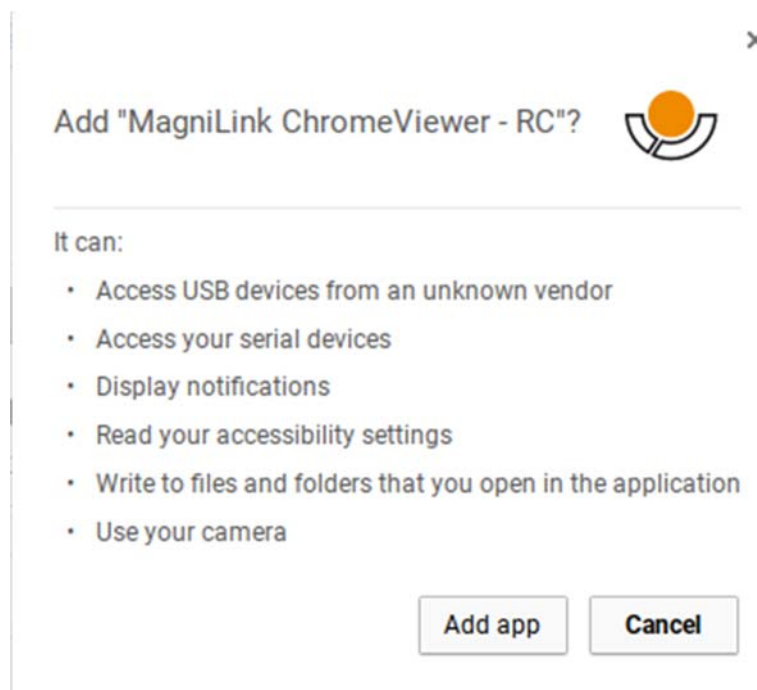 Add "MagniLink ChromeViewer - RC"?
It can:
• Access USB devices from an unknown vendor
• Access your serial devices
• Display notifications
• Read your accessibility settings
• Write to files and folders that you open in the application
• Use your camera
Add app Cancel